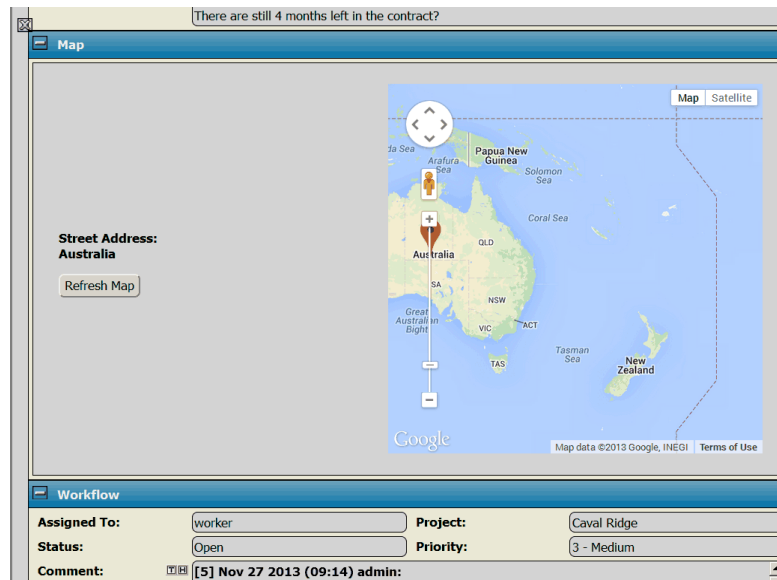 There are still 4 months left in the contract?
Map
Map Satellite
Papua New
Guinea
Arafura
Sea
Solomon
Sea
Coral Sea
Street Address:
Australia
Refresh Map
QLD
Australia
SA
NSW
Great
Australian
Bight
VIC
ACT
TAS
Tasman
Sea
New
Zealand
Google
Map data ©2013 Google, INEGI Terms of Use
Workflow
Assigned To: worker Project: Caval Ridge
Status: Open Priority: 3 - Medium
Comment: T H [5] Nov 27 2013 (09:14) admin: